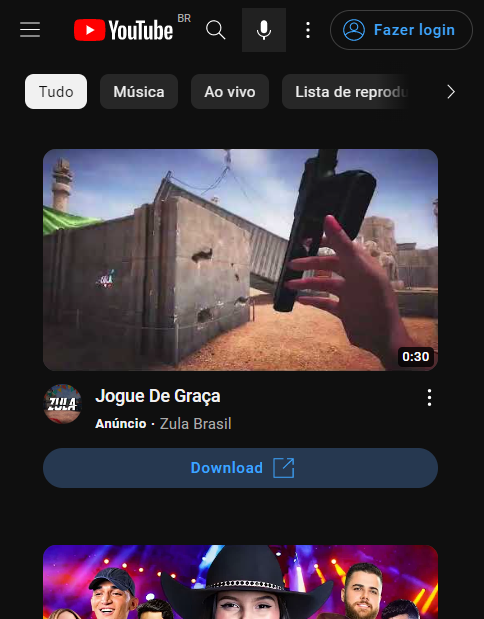 YouTube BR
Fazer login
Tudo
Música
Ao vivo
Lista de reprodu
ZULA
0:30
ZULA
Jogue De Graça
Anúncio · Zula Brasil
Download